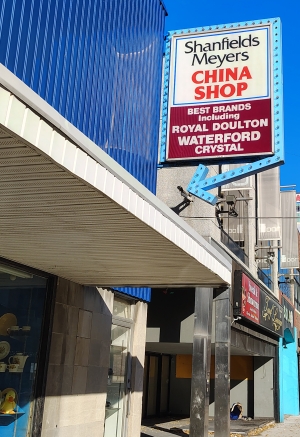 Shanfields
Meyers
CHINA
SHOP
BEST BRANDS
Including
ROYAL DOULTON
WATERFORD
CRYSTAL